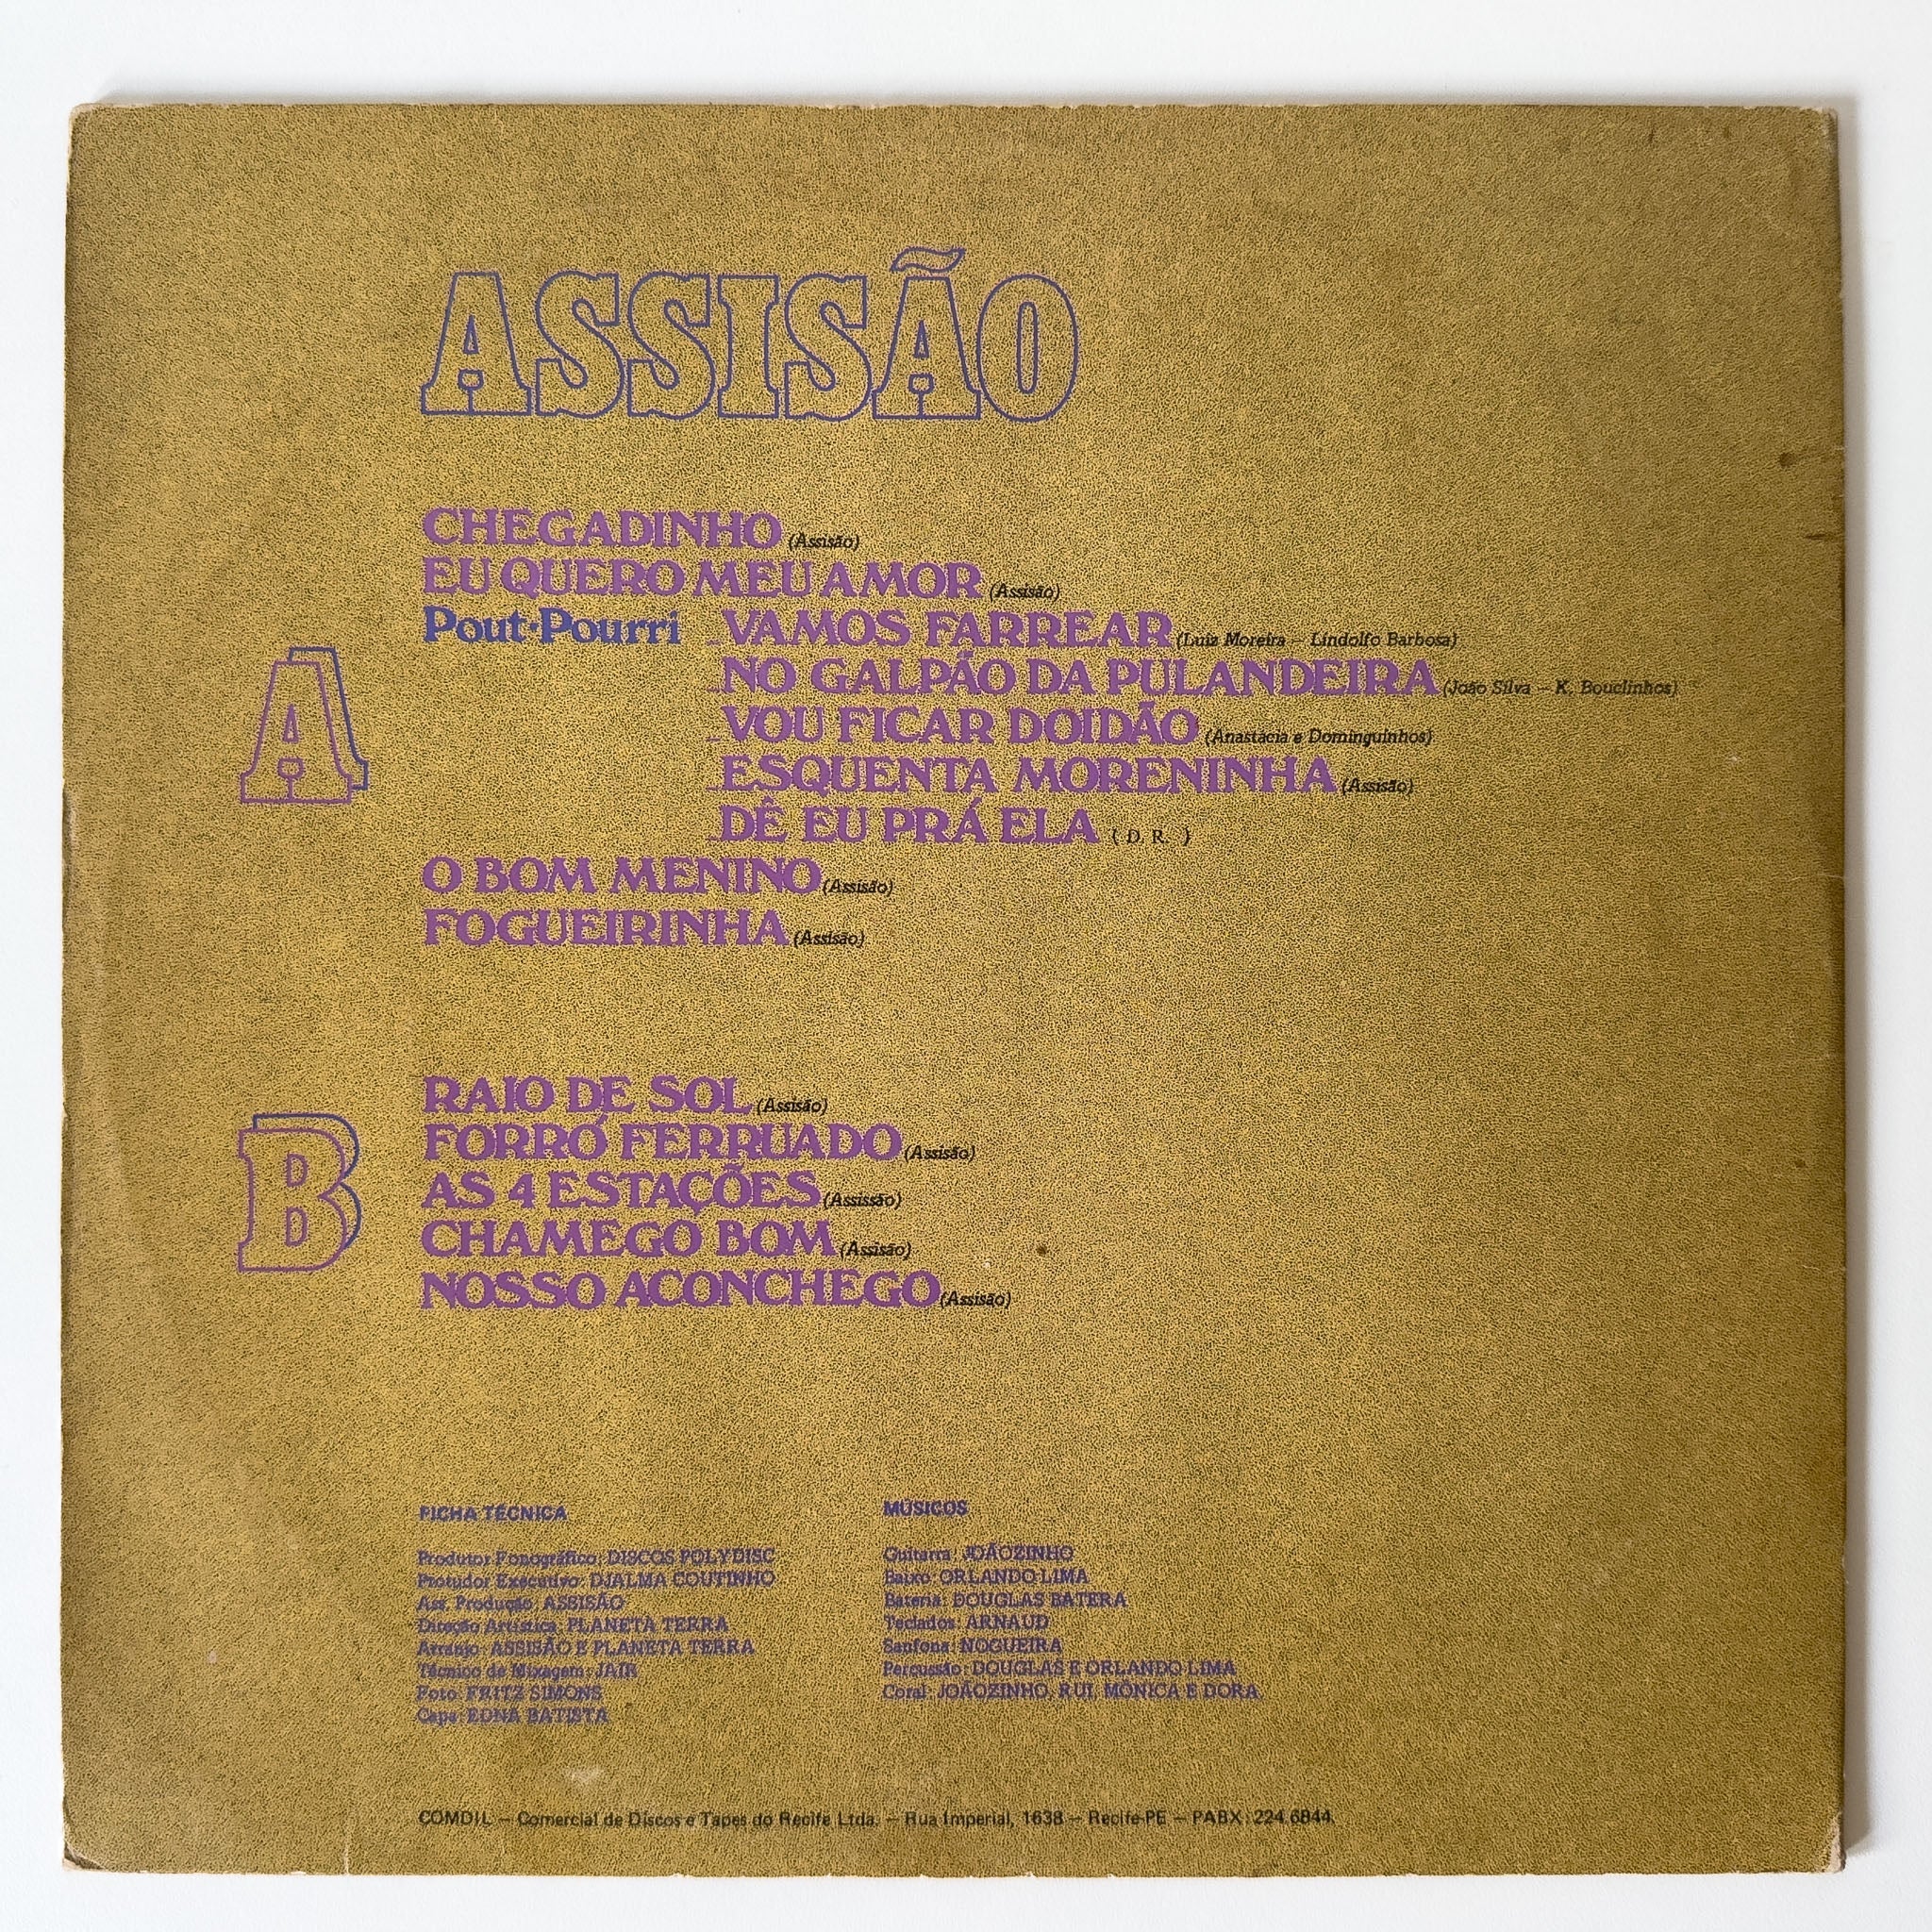 ASSISÃO
A
CHEGADINHO (Assisão)
EU QUERO MEU AMOR (Assisão)
Pout-Pourri _VAMOS FARREAR (Luiz Moreira — Lindolfo Barbosa)
_NO GALPÃO DA PULANDEIRA (João Silva — K. Bouclinhos)
_VOU FICAR DOIDÃO (Anastácia e Dominguinhos)
_ESQUENTA MORENINHA (Assisão)
_DÊ EU PRÁ ELA ( D. R. )
O BOM MENINO (Assisão)
FOGUEIRINHA (Assisão)
B
RAIO DE SOL (Assisão)
FORRÓ FERRUADO (Assisão)
AS 4 ESTAÇÕES (Assissão)
CHAMEGO BOM (Assisão)
NOSSO ACONCHEGO (Assisão)
FICHA TÉCNICA
Produtor Fonográfico: DISCOS POLYDISC
Protudor Executivo: DJALMA COUTINHO
Ass. Produção: ASSISÃO
Direção Artística: PLANETA TERRA
Arranjo: ASSISÃO E PLANETA TERRA
Técnico de Mixagem: JAIR
Foto: FRITZ SIMONS
Capa: EDNA BATISTA
MÚSICOS
Guitarra: JOÃOZINHO
Baixo: ORLANDO LIMA
Bateria: DOUGLAS BATERA
Teclados: ARNAUD
Sanfona: NOGUEIRA
Percussão: DOUGLAS E ORLANDO LIMA
Coral: JOÃOZINHO, RUI, MÔNICA E DORA.
COMDIL — Comercial de Discos e Tapes do Recife Ltda. — Rua Imperial, 1638 — Recife-PE — PABX: 224.6844.